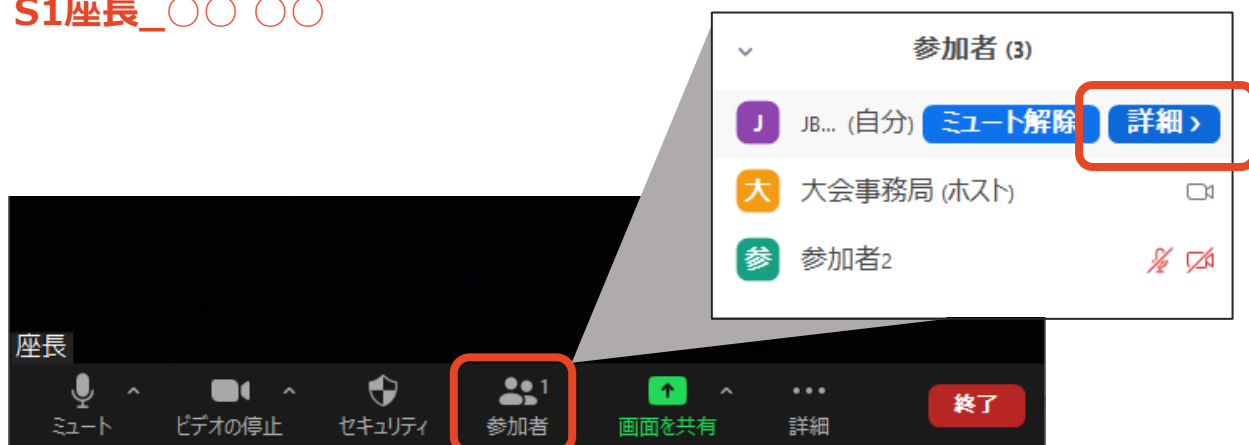 S1座長_○○ ○○
参加者 (3)
J JB... (自分) ミュート解除 詳細 >
大 大会事務局 (ホスト)
参 参加者2
座長
1
ミュート ビデオの停止 セキュリティ 参加者 画面を共有 詳細 終了